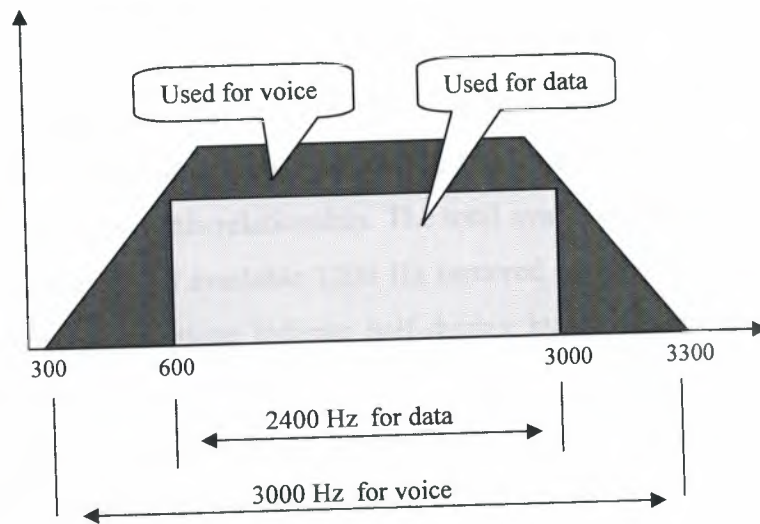 Used for voice
Used for data
300
600
3000
3300
2400 Hz for data
3000 Hz for voice